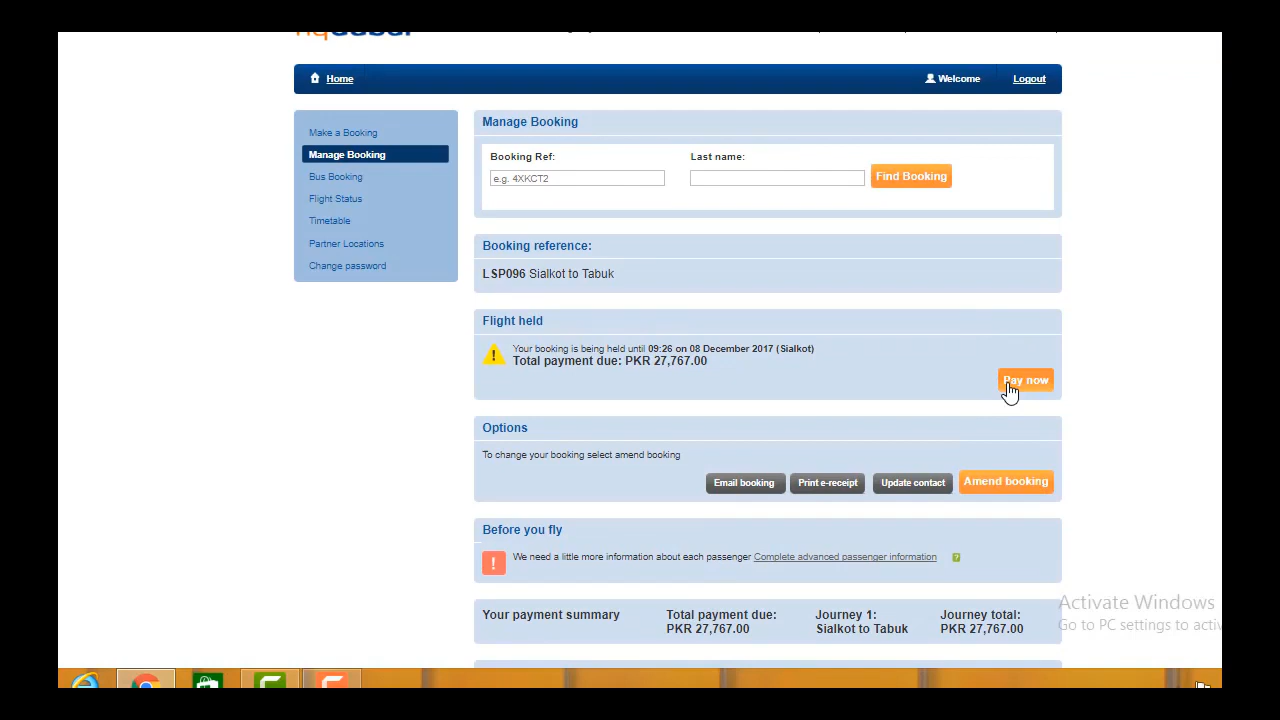 Home
Welcome
Logout
Make a Booking
Manage Booking
Bus Booking
Flight Status
Timetable
Partner Locations
Change password
Manage Booking
Booking Ref:
Last name:
e.g. 4XKCT2
Find Booking
Booking reference:
LSP096 Sialkot to Tabuk
Flight held
Your booking is being held until 09:26 on 08 December 2017 (Sialkot)
Total payment due: PKR 27,767.00
Pay now
Options
To change your booking select amend booking
Email booking
Print e-receipt
Update contact
Amend booking
Before you fly
We need a little more information about each passenger Complete advanced passenger information
Your payment summary
Total payment due:
PKR 27,767.00
Journey 1:
Sialkot to Tabuk
Journey total:
PKR 27,767.00
Activate Windows
Go to PC settings to activ